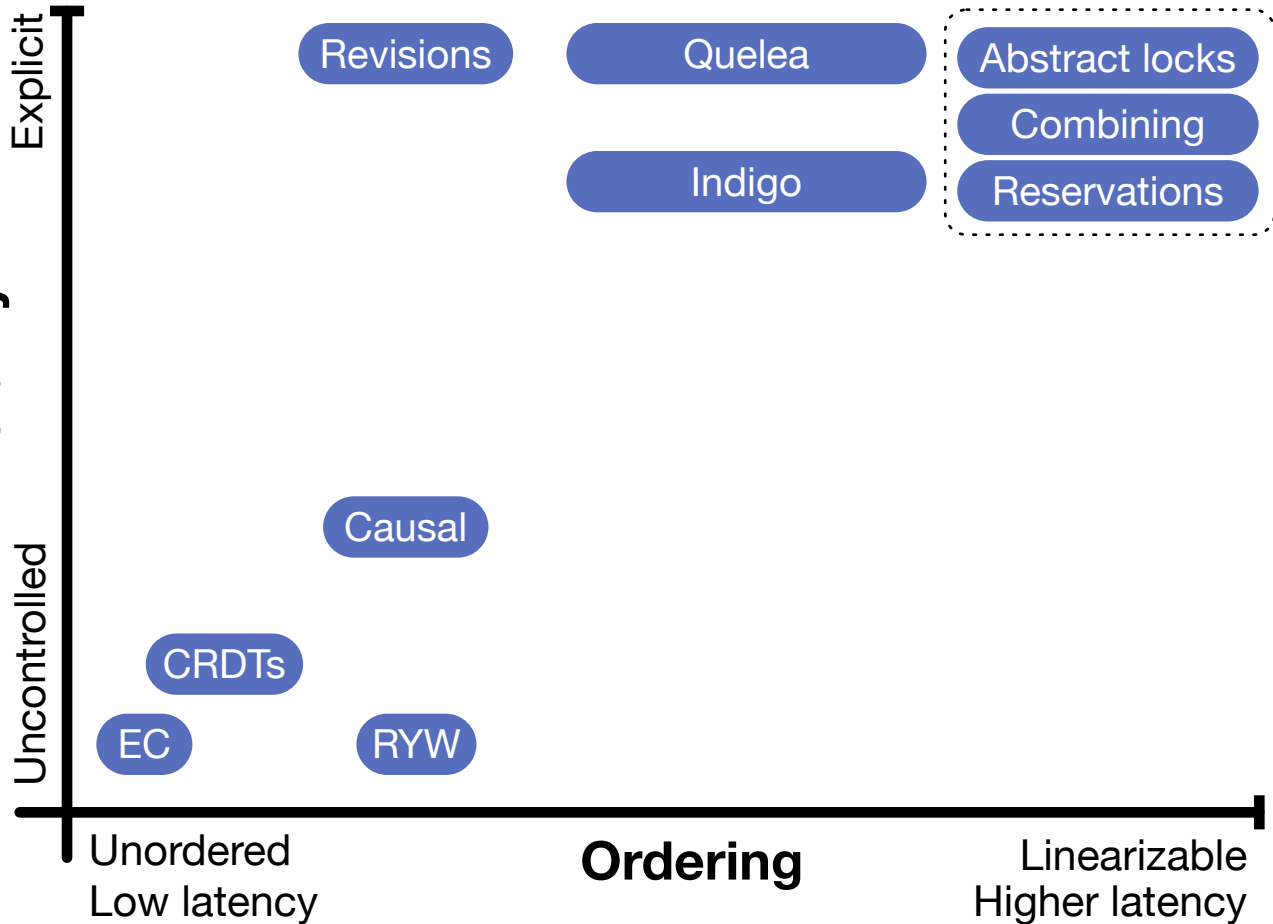 Explicit
Revisions
Quelea
Abstract locks
Combining
Indigo
Reservations
Causal
Uncontrolled
CRDTs
EC
RYW
Unordered
Low latency
Ordering
Linearizable
Higher latency